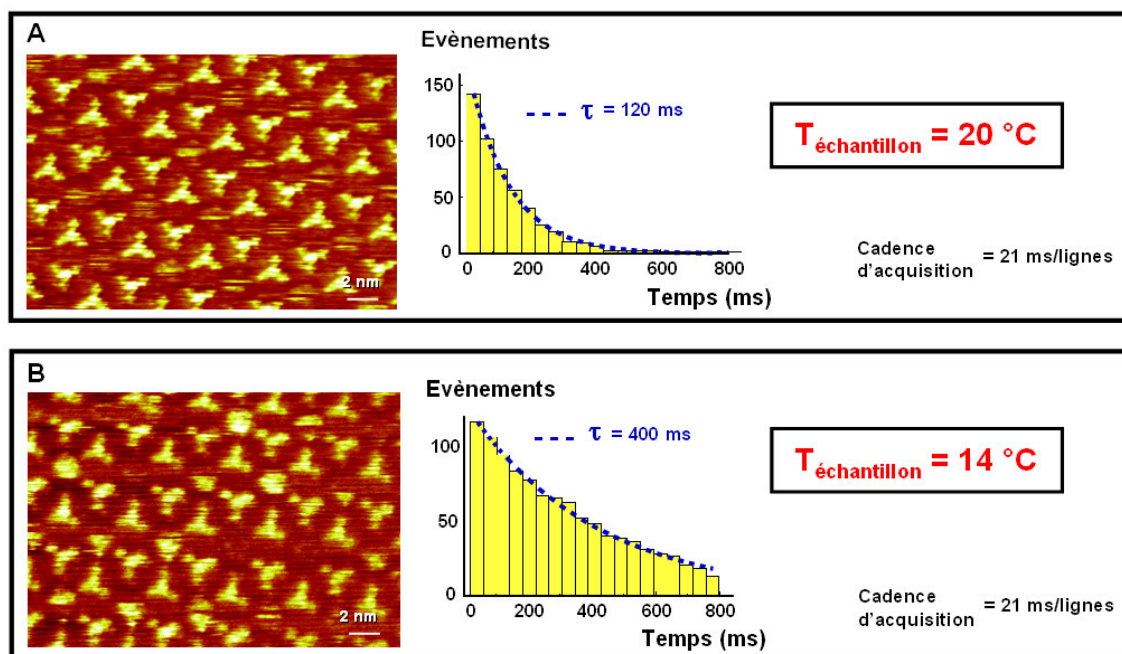 A
Evènements
150
100
50
0
τ = 120 ms
0 200 400 600 800
Temps (ms)
Téchantillon = 20 °C
Cadence
d'acquisition = 21 ms/lignes
2 nm
B
Evènements
100
50
0
τ = 400 ms
0 200 400 600 800
Temps (ms)
Téchantillon = 14 °C
Cadence
d'acquisition = 21 ms/lignes
2 nm